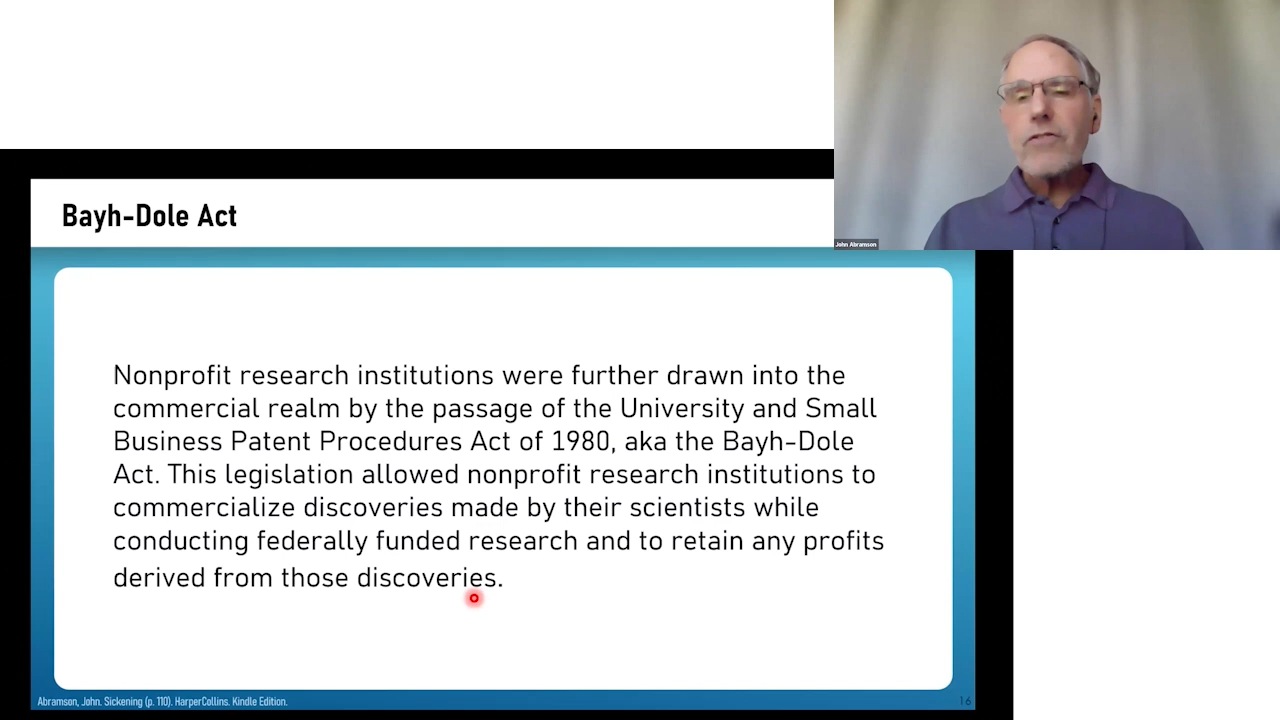 John Abramson
Bayh-Dole Act
Nonprofit research institutions were further drawn into the
commercial realm by the passage of the University and Small
Business Patent Procedures Act of 1980, aka the Bayh-Dole
Act. This legislation allowed nonprofit research institutions to
commercialize discoveries made by their scientists while
conducting federally funded research and to retain any profits
derived from those discoveries.
Abramson, John. Sickening (p. 110). HarperCollins. Kindle Edition.
16